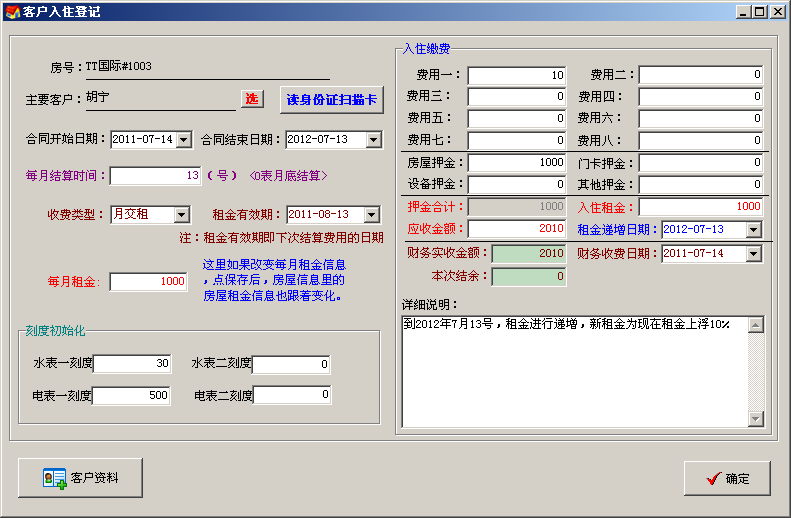 客户入住登记
房号：TT国际#1003
主要客户：胡宁 选 读身份证扫描卡
合同开始日期：2011-07-14 合同结束日期：2012-07-13
每月结算时间：13（号）<0表月底结算>
收费类型：月交租 租金有效期：2011-08-13
注：租金有效期即下次结算费用的日期
每月租金：1000
这里如果改变每月租金信息
，点保存后，房屋信息里的
房屋租金信息也跟着变化。
刻度初始化
水表一刻度 30 水表二刻度 0
电表一刻度 500 电表二刻度 0
入住缴费
费用一：10 费用二：0
费用三：0 费用四：0
费用五：0 费用六：0
费用七：0 费用八：0
房屋押金：1000 门卡押金：0
设备押金：0 其他押金：0
押金合计：1000 入住租金：1000
应收金额：2010 租金递增日期：2012-07-13
财务实收金额：2010 财务收费日期：2011-07-14
本次结余：0
详细说明：
到2012年7月13号，租金进行递增，新租金为现在租金上浮10%
客户资料
确定